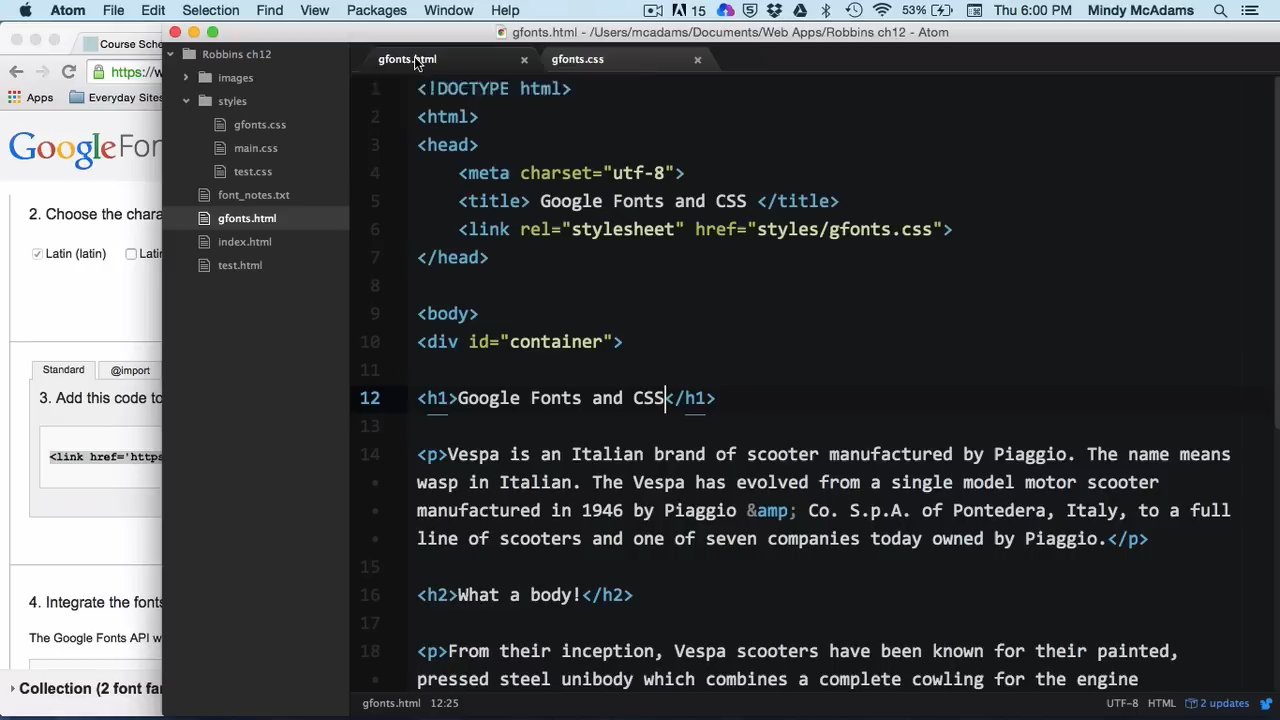 Atom File Edit Selection Find View Packages Window Help 15 53% Thu 6:00 PM Mindy McAdams
gfonts.html - /Users/mcadams/Documents/Web Apps/Robbins ch12 - Atom
Course Sch
https://w
Apps Everyday Sites
GoogleFon
2. Choose the chara
Latin (latin) Latin
Standard @import
3. Add this code to
<link href='https
4. Integrate the fonts
The Google Fonts API w
Collection (2 font fam
Robbins ch12
images
styles
gfonts.css
main.css
test.css
font_notes.txt
gfonts.html
index.html
test.html
gfonts.html × gfonts.css ×
1 <!DOCTYPE html>
2 <html>
3 <head>
4 <meta charset="utf-8">
5 <title> Google Fonts and CSS </title>
6 <link rel="stylesheet" href="styles/gfonts.css">
7 </head>
8
9 <body>
10 <div id="container">
11
12 <h1>Google Fonts and CSS</h1>
13
14 <p>Vespa is an Italian brand of scooter manufactured by Piaggio. The name means
• wasp in Italian. The Vespa has evolved from a single model motor scooter
• manufactured in 1946 by Piaggio &amp; Co. S.p.A. of Pontedera, Italy, to a full
• line of scooters and one of seven companies today owned by Piaggio.</p>
15
16 <h2>What a body!</h2>
17
18 <p>From their inception, Vespa scooters have been known for their painted,
• pressed steel unibody which combines a complete cowling for the engine
gfonts.html 12:25 UTF-8 HTML 2 updates